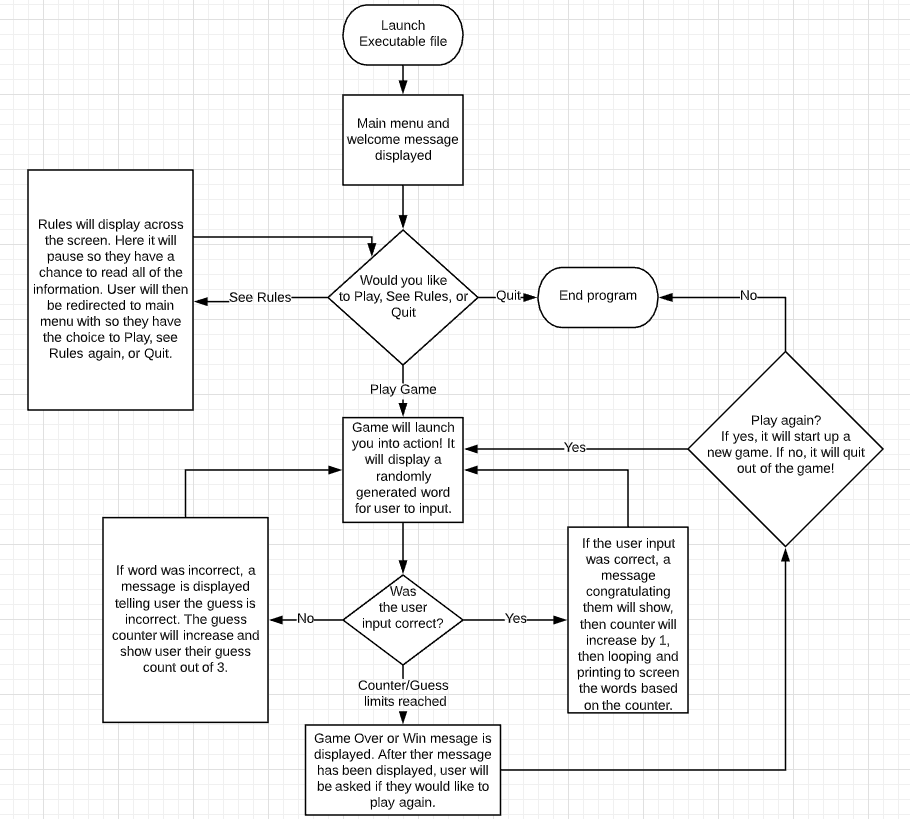 Launch
Executable file
Main menu and
welcome message
displayed
Rules will display across
the screen. Here it will
pause so they have a
chance to read all of the
information. User will then
be redirected to main
menu with so they have
the choice to Play, see
Rules again, or Quit.
See Rules
Would you like
to Play, See Rules, or
Quit
Quit
End program
No
Play Game
Play again?
If yes, it will start up a
new game. If no, it will quit
out of the game!
Yes
Game will launch
you into action! It
will display a
randomly
generated word
for user to input.
If word was incorrect, a
message is displayed
telling user the guess is
incorrect. The guess
counter will increase and
show user their guess
count out of 3.
No
Was
the user
input correct?
Yes
If the user input
was correct, a
message
congratulating
them will show,
then counter will
increase by 1,
then looping and
printing to screen
the words based
on the counter.
Counter/Guess
limits reached
Game Over or Win mesage is
displayed. After ther message
has been displayed, user will
be asked if they would like to
play again.